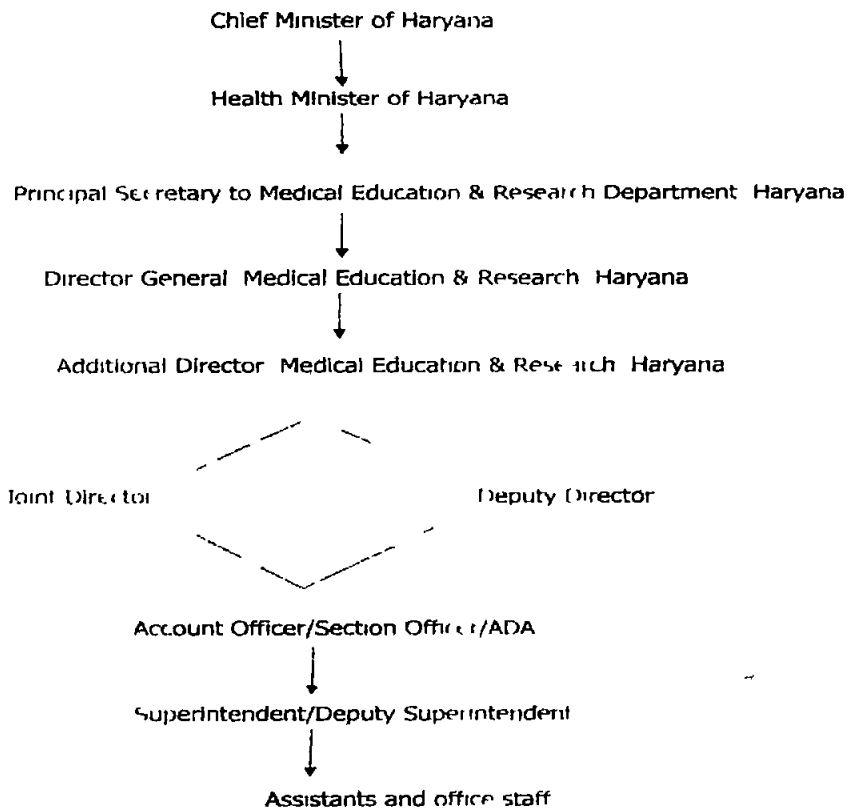 Chief Minister of Haryana
Health Minister of Haryana
Principal Secretary to Medical Education & Research Department Haryana
Director General Medical Education & Research Haryana
Additional Director Medical Education & Research Haryana
Joint Director
Deputy Director
Account Officer/Section Officer/ADA
Superintendent/Deputy Superintendent
Assistants and office staff